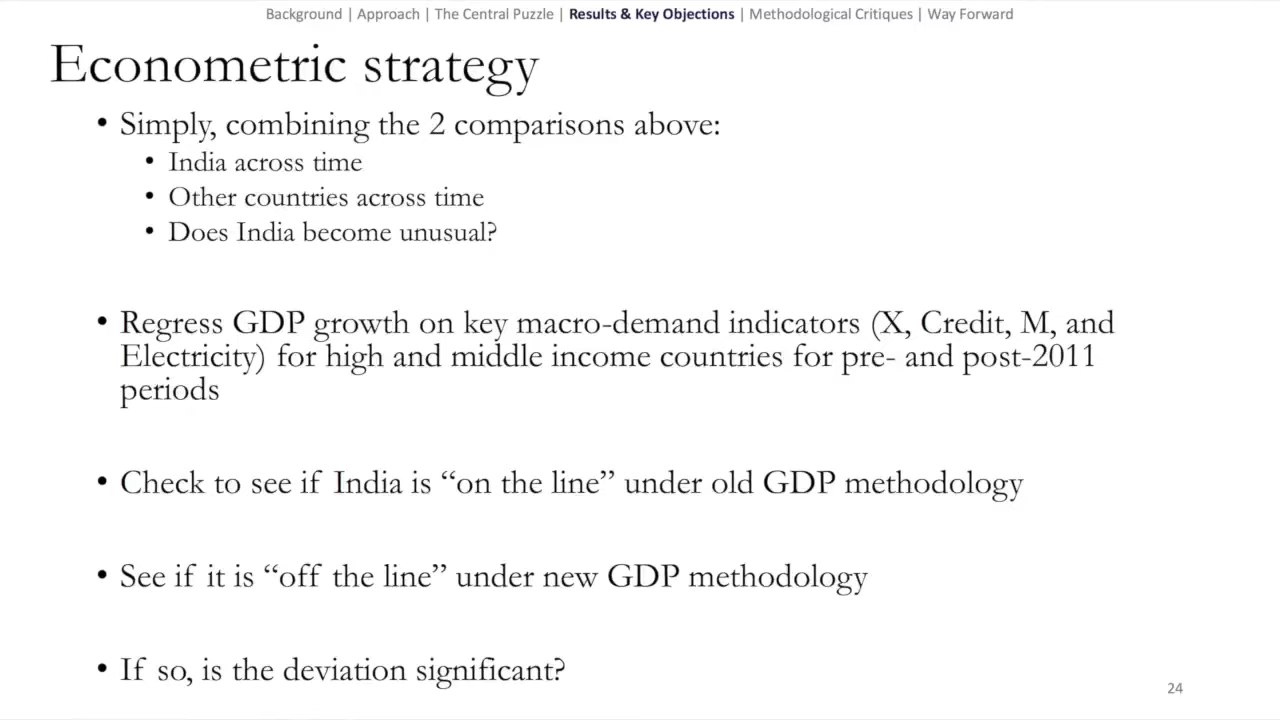 Background | Approach | The Central Puzzle | Results & Key Objections | Methodological Critiques | Way Forward
Econometric strategy
• Simply, combining the 2 comparisons above:
• India across time
• Other countries across time
• Does India become unusual?
• Regress GDP growth on key macro-demand indicators (X, Credit, M, and
Electricity) for high and middle income countries for pre- and post-2011
periods
• Check to see if India is “on the line” under old GDP methodology
• See if it is “off the line” under new GDP methodology
• If so, is the deviation significant?
24